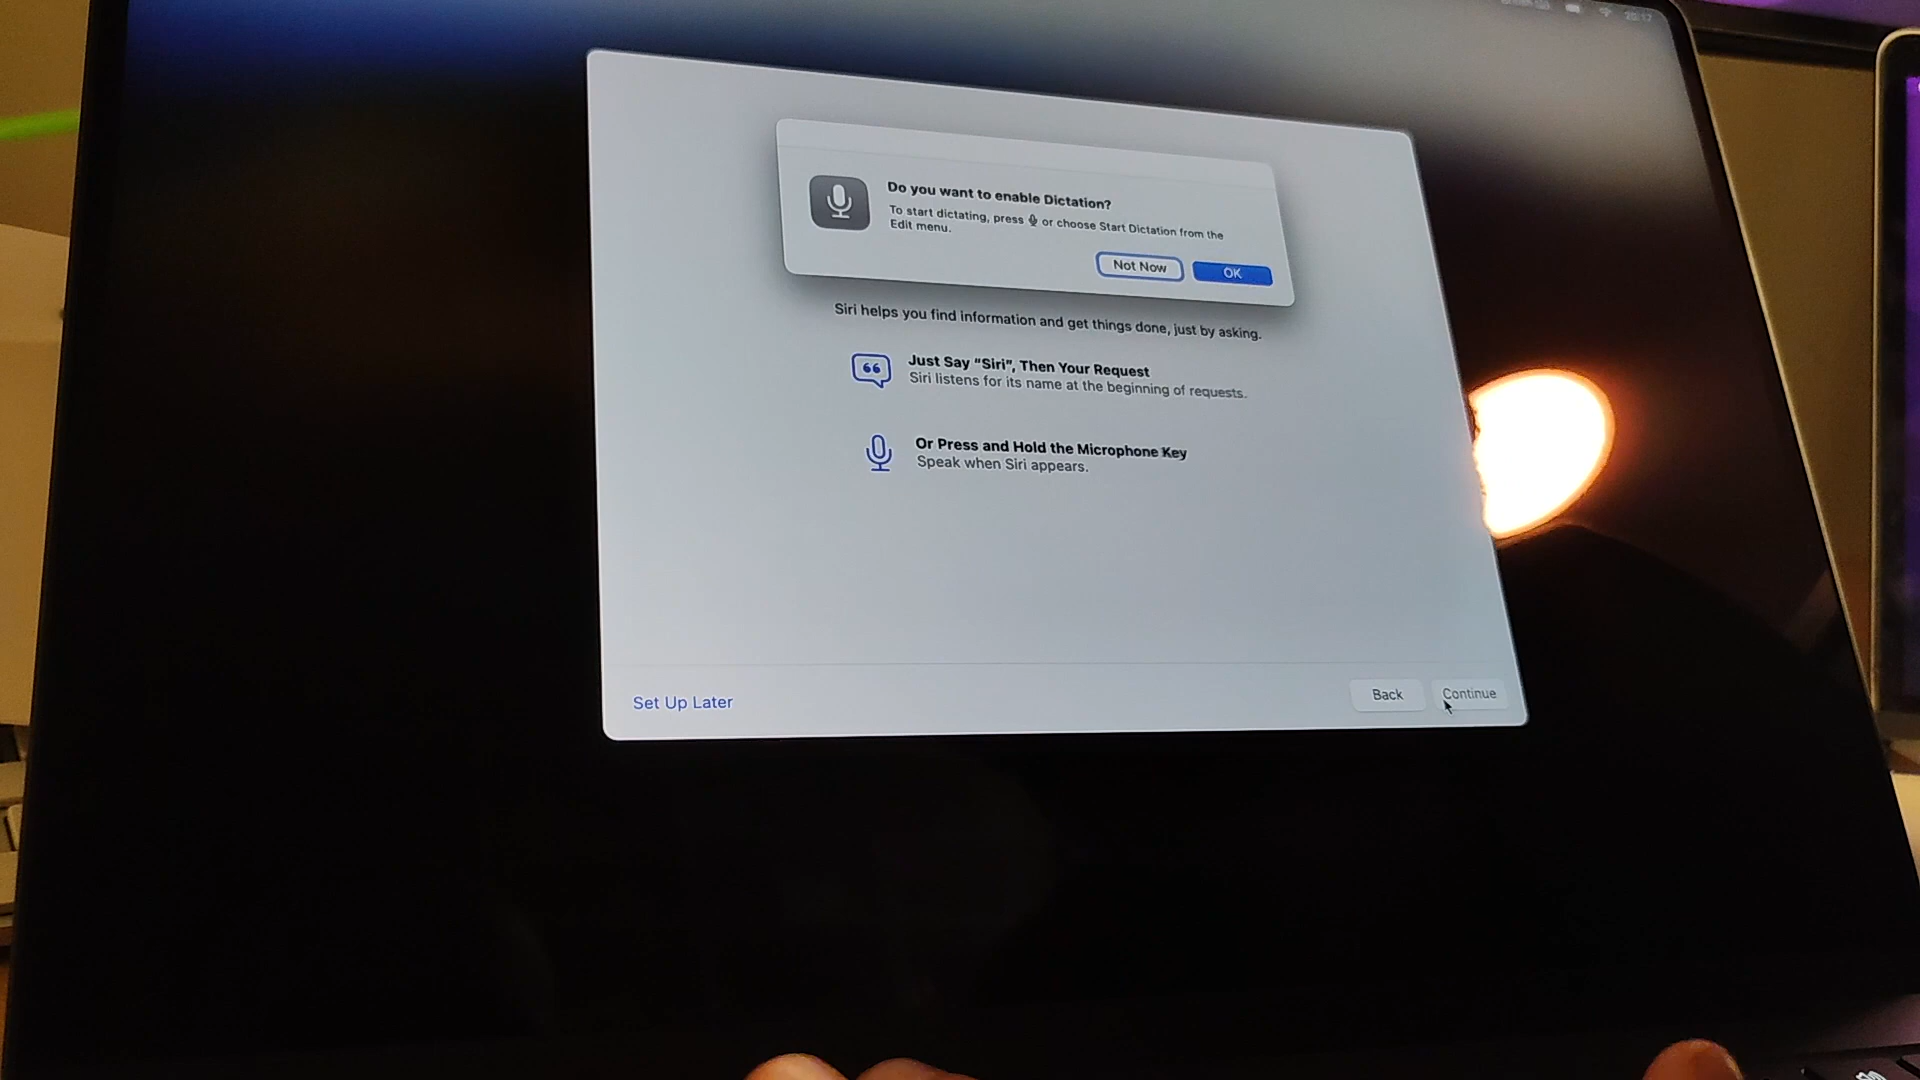 20:17
Do you want to enable Dictation?
To start dictating, press or choose Start Dictation from the
Edit menu.
Not Now
OK
Siri helps you find information and get things done, just by asking.
Just Say “Siri”, Then Your Request
Siri listens for its name at the beginning of requests.
Or Press and Hold the Microphone Key
Speak when Siri appears.
Set Up Later
Back
Continue